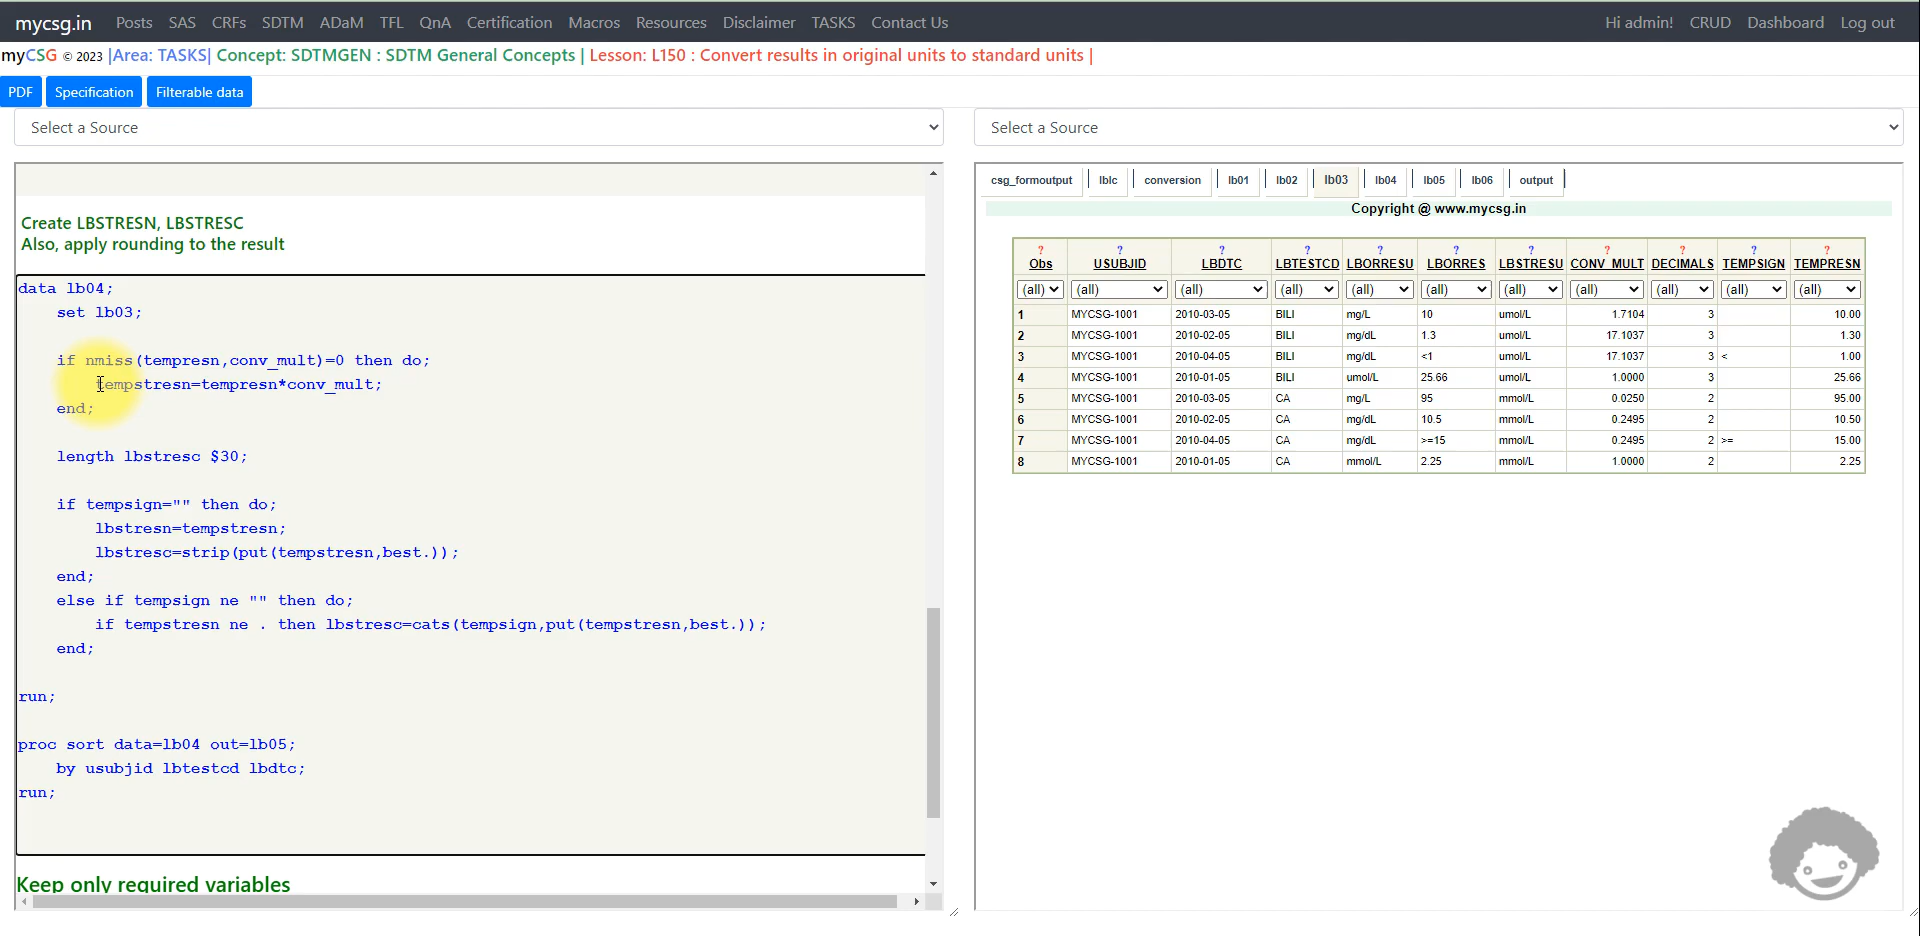 mycsg.in Posts SAS CRFs SDTM ADaM TFL QnA Certification Macros Resources Disclaimer TASKS Contact Us Hi admin! CRUD Dashboard Log out
myCSG © 2023 |Area: TASKS| Concept: SDTMGEN : SDTM General Concepts | Lesson: L150 : Convert results in original units to standard units |
PDF Specification Filterable data
Select a Source
Create LBSTRESN, LBSTRESC
Also, apply rounding to the result
data lb04;
set lb03;
if nmiss(tempresn,conv_mult)=0 then do;
tempstresn=tempresn*conv_mult;
end;
length lbstresc $30;
if tempsign="" then do;
lbstresn=tempstresn;
lbstresc=strip(put(tempstresn,best.));
end;
else if tempsign ne "" then do;
if tempstresn ne . then lbstresc=cats(tempsign,put(tempstresn,best.));
end;
run;
proc sort data=lb04 out=lb05;
by usubjid lbtestcd lbdtc;
run;
Keep only required variables
Select a Source
csg_formoutput lblc conversion lb01 lb02 lb03 lb04 lb05 lb06 output
Copyright @ www.mycsg.in
? ? ? ? ? ? ? ? ? ? ?
Obs USUBJID LBDTC LBTESTCD LBORRESU LBORRES LBSTRESU CONV_MULT DECIMALS TEMPSIGN TEMPRESN
(all) (all) (all) (all) (all) (all) (all) (all) (all) (all) (all)
1 MYCSG-1001 2010-03-05 BILI mg/L 10 umol/L 1.7104 3 10.00
2 MYCSG-1001 2010-02-05 BILI mg/dL 1.3 umol/L 17.1037 3 1.30
3 MYCSG-1001 2010-04-05 BILI mg/dL <1 umol/L 17.1037 3 < 1.00
4 MYCSG-1001 2010-01-05 BILI umol/L 25.66 umol/L 1.0000 3 25.66
5 MYCSG-1001 2010-03-05 CA mg/L 95 mmol/L 0.0250 2 95.00
6 MYCSG-1001 2010-02-05 CA mg/dL 10.5 mmol/L 0.2495 2 10.50
7 MYCSG-1001 2010-04-05 CA mg/dL >=15 mmol/L 0.2495 2 >= 15.00
8 MYCSG-1001 2010-01-05 CA mmol/L 2.25 mmol/L 1.0000 2 2.25